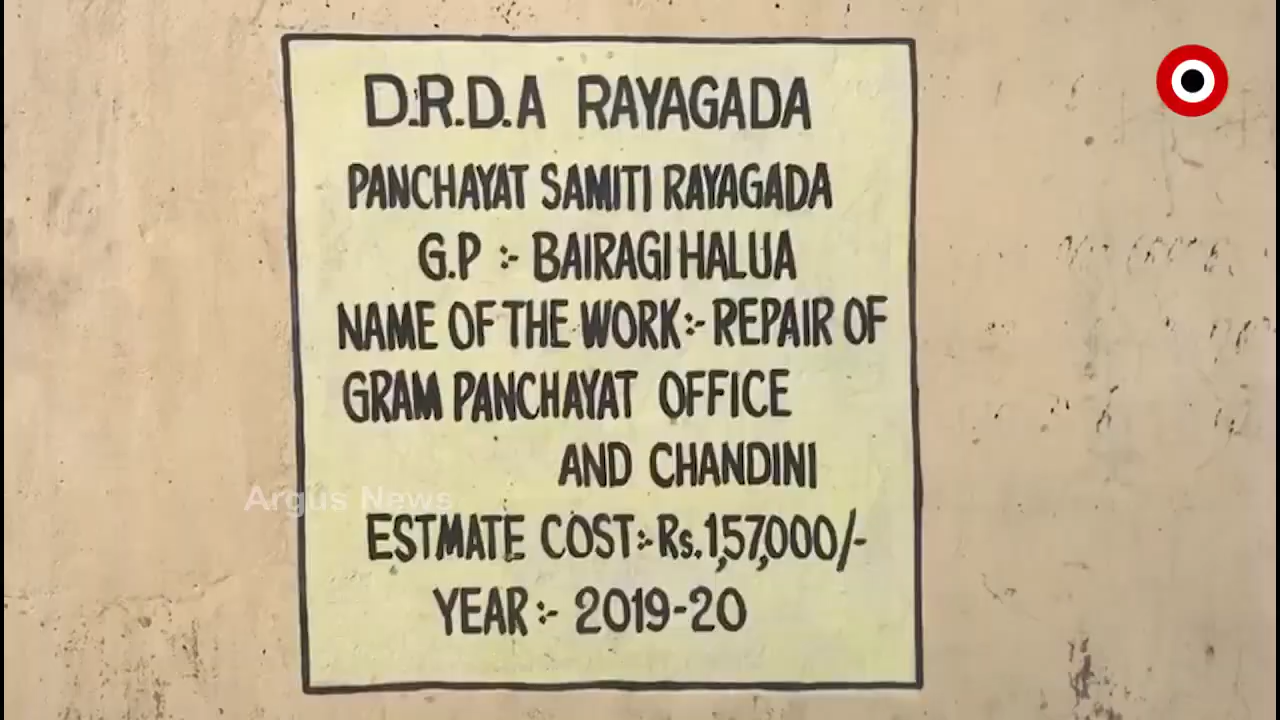 D.R.D.A RAYAGADA
PANCHAYAT SAMITI RAYAGADA
G.P :- BAIRAGI HALUA
NAME OF THE WORK:- REPAIR OF
GRAM PANCHAYAT OFFICE
AND CHANDINI
Argus News
ESTMATE COST:- Rs.1,57,000/-
YEAR:- 2019-20